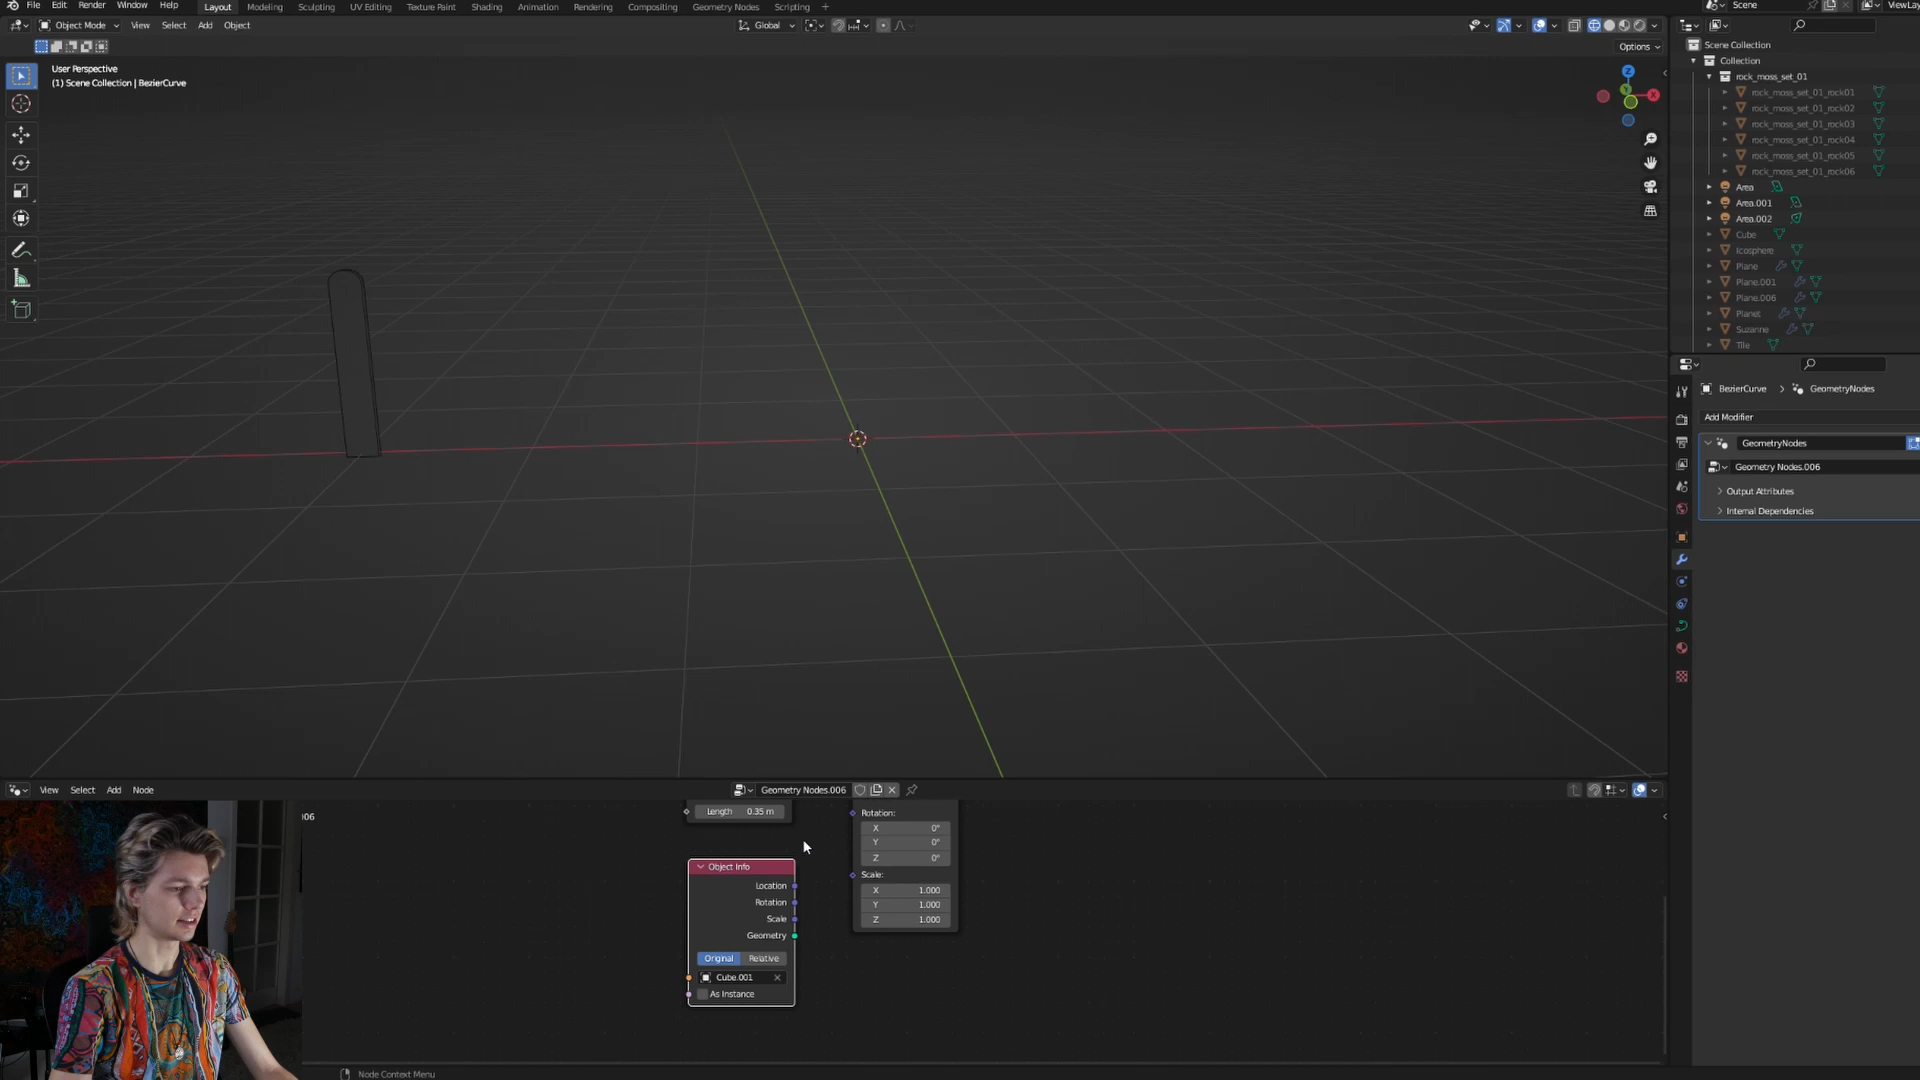 File Edit Render Window Help Layout Modeling Sculpting UV Editing Texture Paint Shading Animation Rendering Compositing Geometry Nodes Scripting + Scene ViewLay
Object Mode View Select Add Object Global
Options
User Perspective
(1) Scene Collection | BezierCurve
Z
Y
X
Scene Collection
Collection
rock_moss_set_01
rock_moss_set_01_rock01
rock_moss_set_01_rock02
rock_moss_set_01_rock03
rock_moss_set_01_rock04
rock_moss_set_01_rock05
rock_moss_set_01_rock06
Area
Area.001
Area.002
Cube
Icosphere
Plane
Plane.001
Plane.006
Planet
Suzanne
Tile
BezierCurve > GeometryNodes
Add Modifier
GeometryNodes
Geometry Nodes.006
Output Attributes
Internal Dependencies
View Select Add Node Geometry Nodes.006
006
Length 0.35 m
Object Info
Location
Rotation
Scale
Geometry
Original Relative
Cube.001
As Instance
Rotation:
X 0°
Y 0°
Z 0°
Scale:
X 1.000
Y 1.000
Z 1.000
Node Context Menu